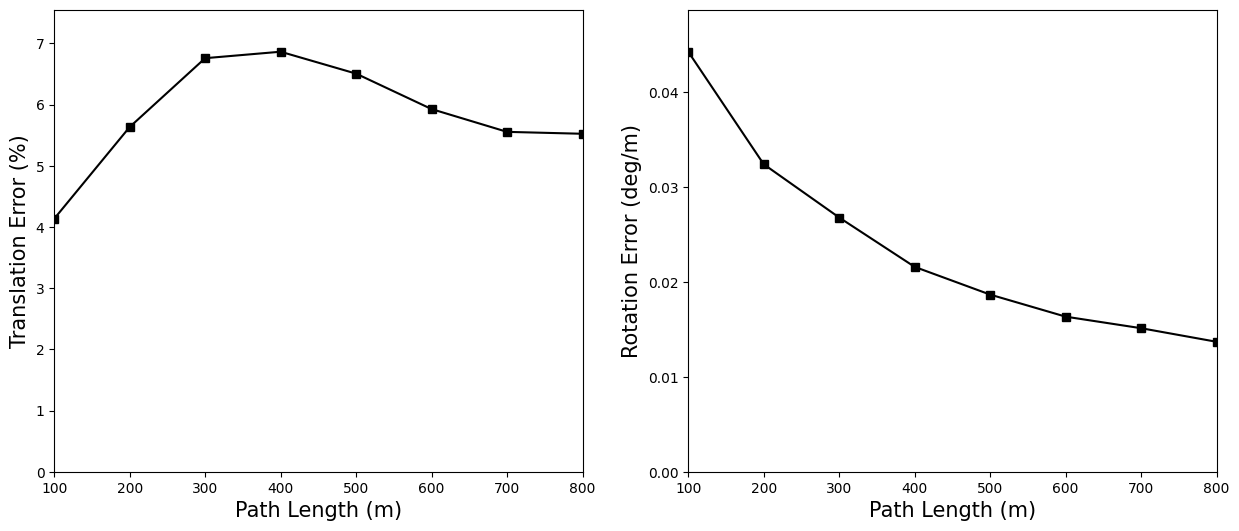 Translation Error (%)
7
6
5
4
3
2
1
0
100 200 300 400 500 600 700 800
Path Length (m)
Rotation Error (deg/m)
0.04
0.03
0.02
0.01
0.00
100 200 300 400 500 600 700 800
Path Length (m)